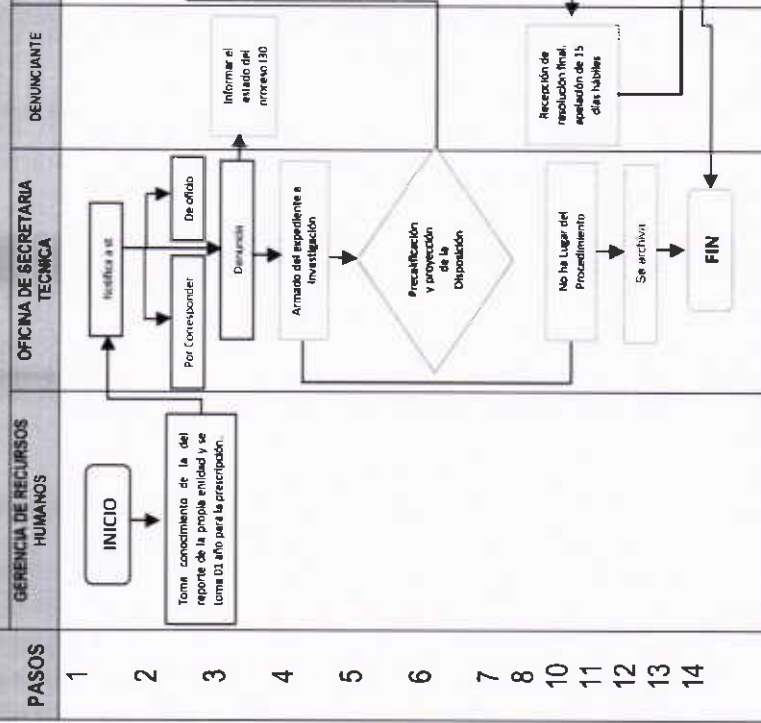 PASOS
GERENCIA DE RECURSOS
HUMANOS
OFICINA DE SECRETARIA
TECNICA
DENUNCIANTE
1
2
3
4
5
6
7
8
10
11
12
13
14
INICIO
Toma conocimiento de la del
reporte de la propia entidad y se
toma 01 año para la prescripción.
Notifica a st
Por Corresponder
De oficio
Denuncia
Informar el
estado del
proceso
Armado del expediente e
Investigación
Precalificación
y proyección
de la
Disposición
No ha Lugar del
Procedimiento
Se archiva
FIN
Recepción de
resolución final.
apelación de 15
días hábiles